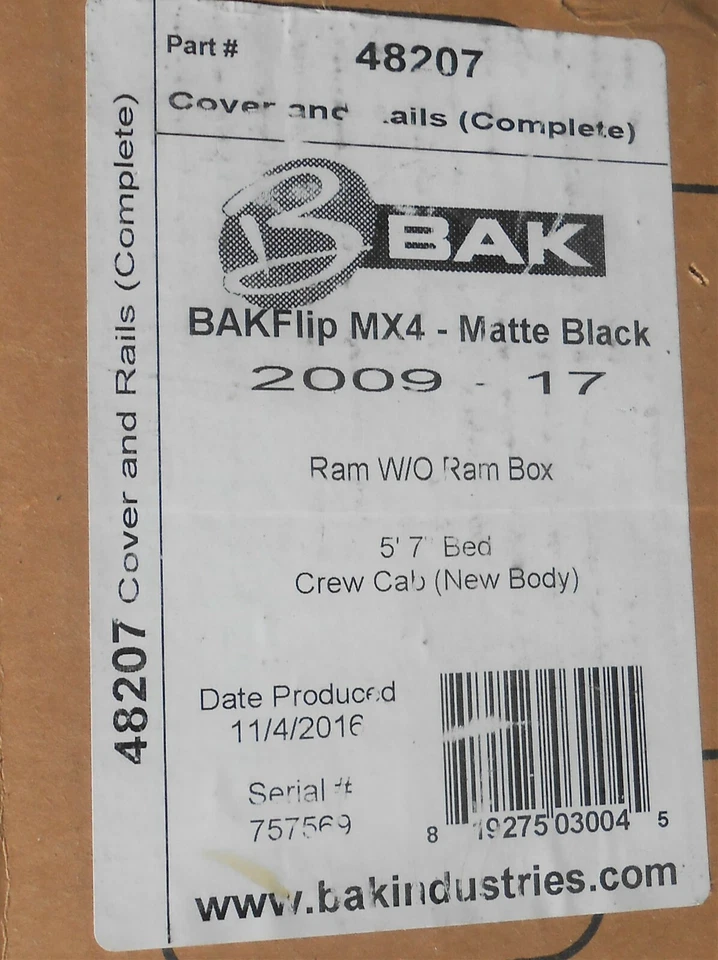 48207 Cover and Rails (Complete)
Part # 48207
Cover and Rails (Complete)
B BAK
BAKFlip MX4 - Matte Black
2009 - 17
Ram W/O Ram Box
5' 7" Bed
Crew Cab (New Body)
Date Produced
11/4/2016
Serial #
757569
8 19275 03004 5
www.bakindustries.com